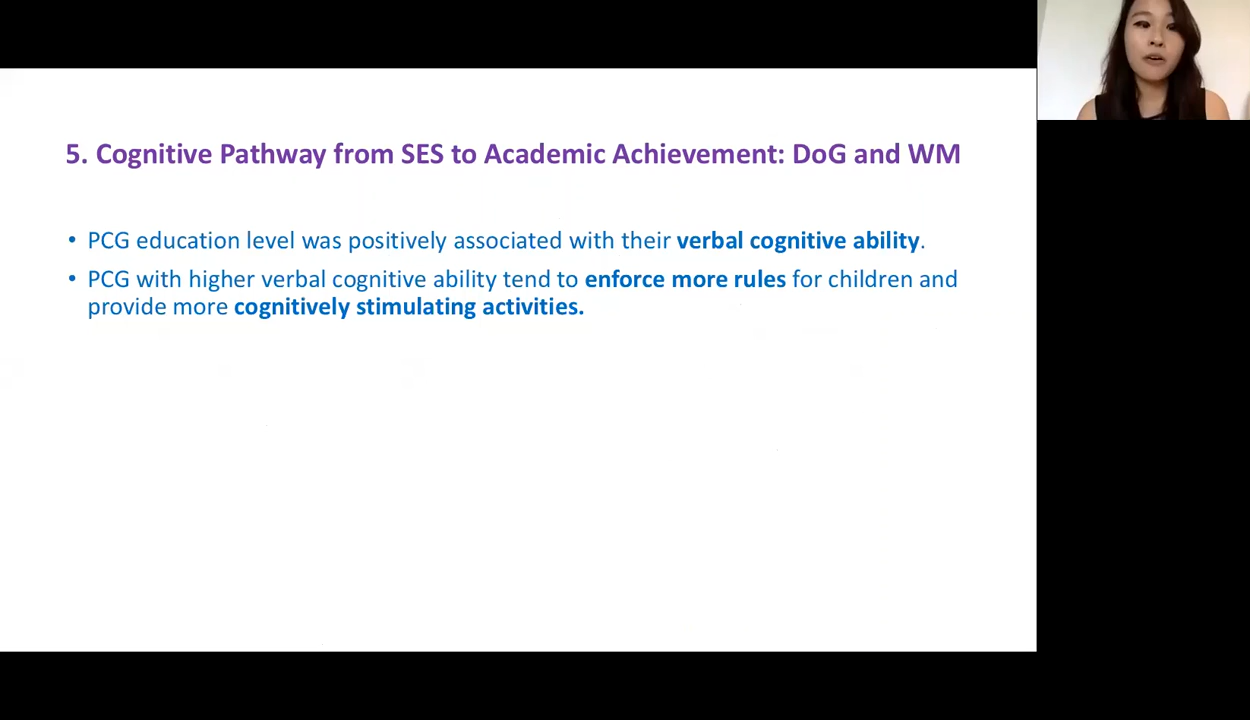 5. Cognitive Pathway from SES to Academic Achievement: DoG and WM
• PCG education level was positively associated with their verbal cognitive ability.
• PCG with higher verbal cognitive ability tend to enforce more rules for children and
provide more cognitively stimulating activities.